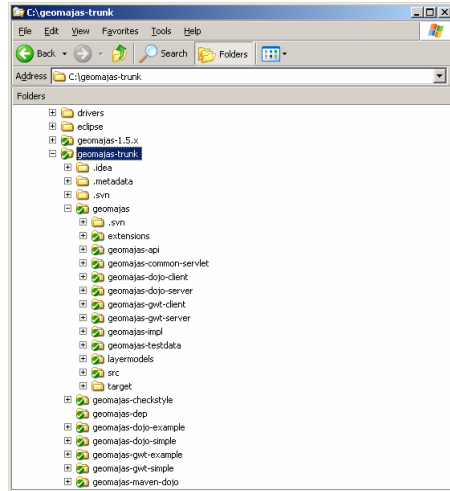 C:\geomajas-trunk
File Edit View Favorites Tools Help
Back Search Folders
Address C:\geomajas-trunk
Folders
drivers
eclipse
geomajas-1.5.x
geomajas-trunk
.idea
.metadata
.svn
geomajas
.svn
extensions
geomajas-api
geomajas-common-servlet
geomajas-dojo-client
geomajas-dojo-server
geomajas-gwt-client
geomajas-gwt-server
geomajas-impl
geomajas-testdata
layermodels
src
target
geomajas-checkstyle
geomajas-dep
geomajas-dojo-example
geomajas-dojo-simple
geomajas-gwt-example
geomajas-gwt-simple
geomajas-maven-dojo